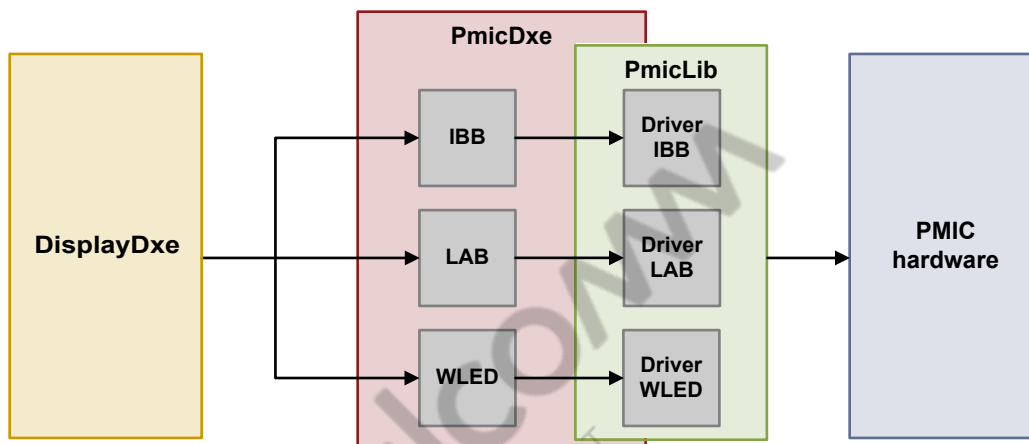 PmicDxe
PmicLib
IBB
Driver
IBB
DisplayDxe
LAB
Driver
LAB
PMIC
hardware
WLED
Driver
WLED